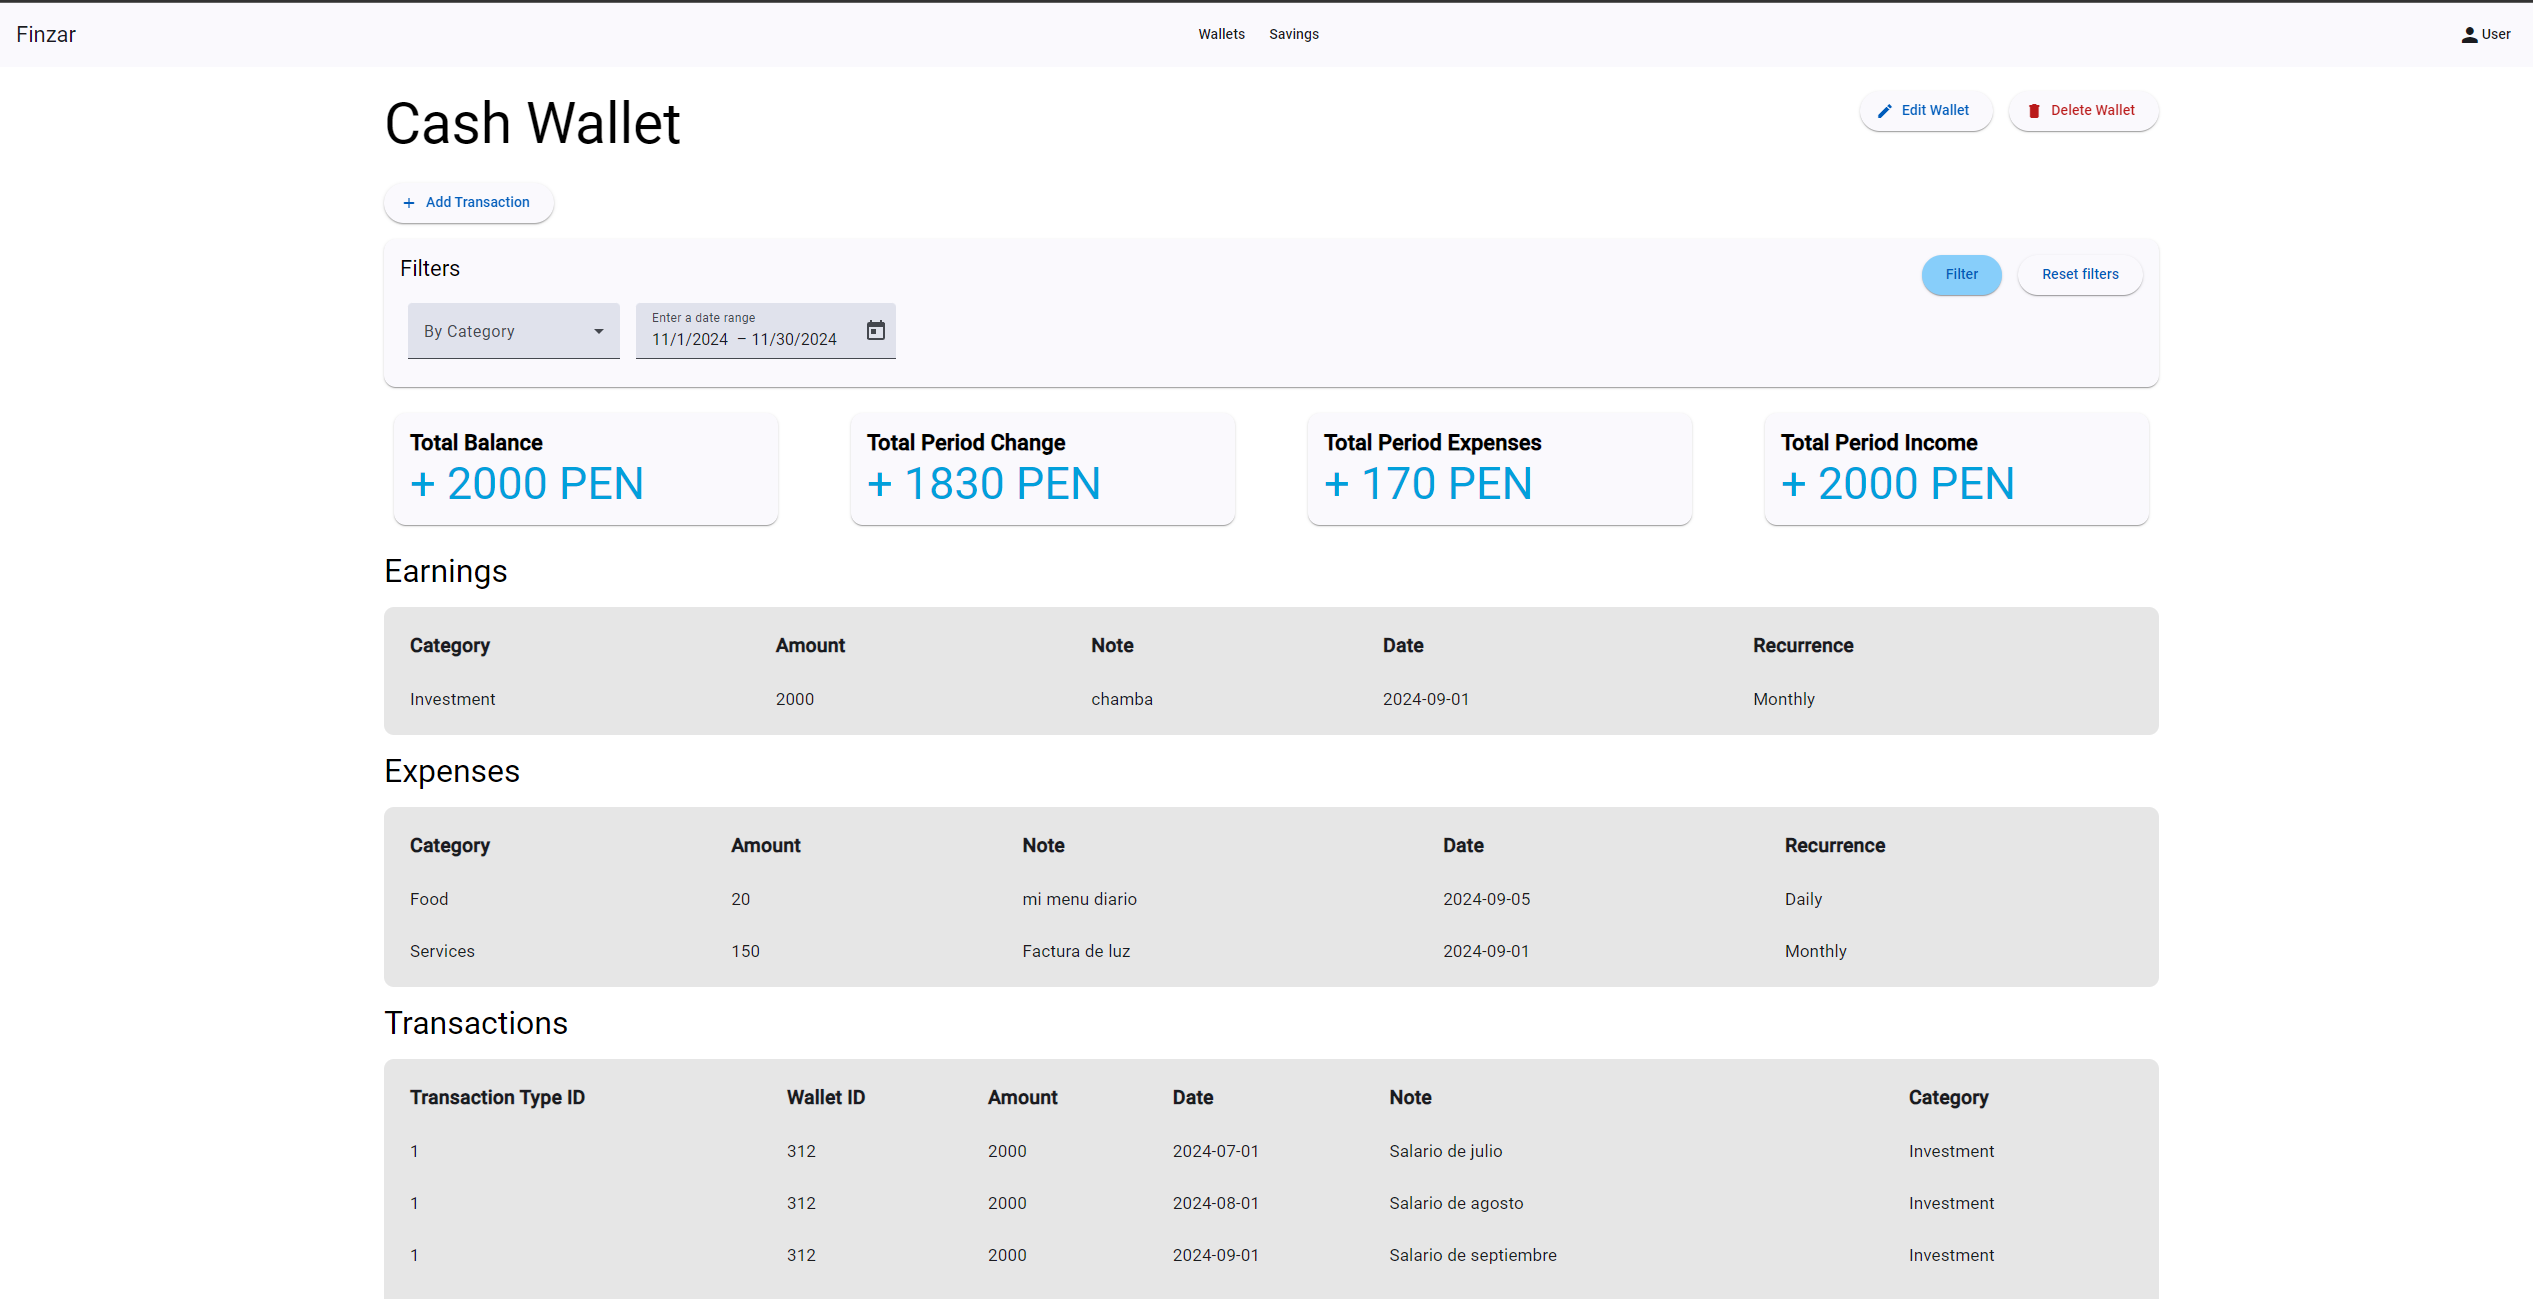 Finzar Wallets Savings User
Cash Wallet Edit Wallet Delete Wallet
+ Add Transaction
Filters Filter Reset filters
By Category
Enter a date range
11/1/2024 – 11/30/2024
Total Balance
+ 2000 PEN
Total Period Change
+ 1830 PEN
Total Period Expenses
+ 170 PEN
Total Period Income
+ 2000 PEN
Earnings
Category Amount Note Date Recurrence
Investment 2000 chamba 2024-09-01 Monthly
Expenses
Category Amount Note Date Recurrence
Food 20 mi menu diario 2024-09-05 Daily
Services 150 Factura de luz 2024-09-01 Monthly
Transactions
Transaction Type ID Wallet ID Amount Date Note Category
1 312 2000 2024-07-01 Salario de julio Investment
1 312 2000 2024-08-01 Salario de agosto Investment
1 312 2000 2024-09-01 Salario de septiembre Investment